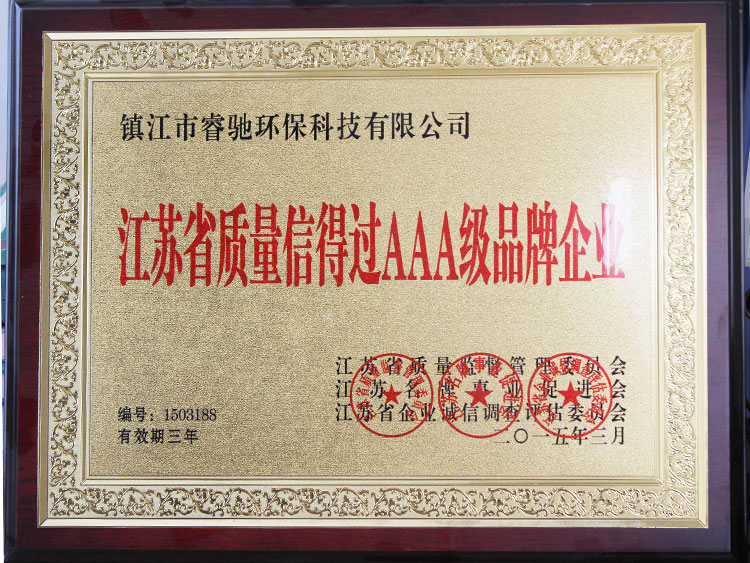 镇江市睿驰环保科技有限公司
江苏省质量信得过AAA级品牌企业
江苏省质量监督管理委员会
江苏名牌事业促进会
江苏省企业诚信调查评估委员会
编号：1503188
有效期三年
二〇一五年三月